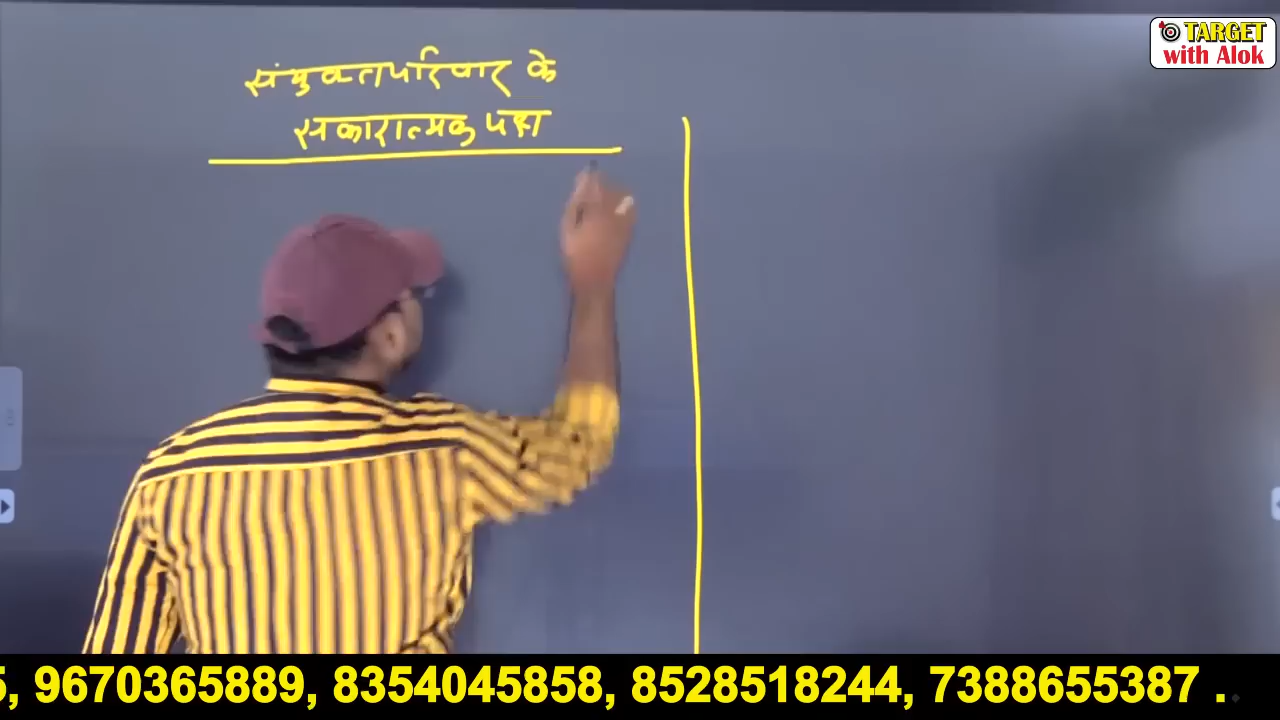 TARGET
with Alok
संयुक्त परिवार के
सकारात्मक पक्ष
5, 9670365889, 8354045858, 8528518244, 7388655387 ..